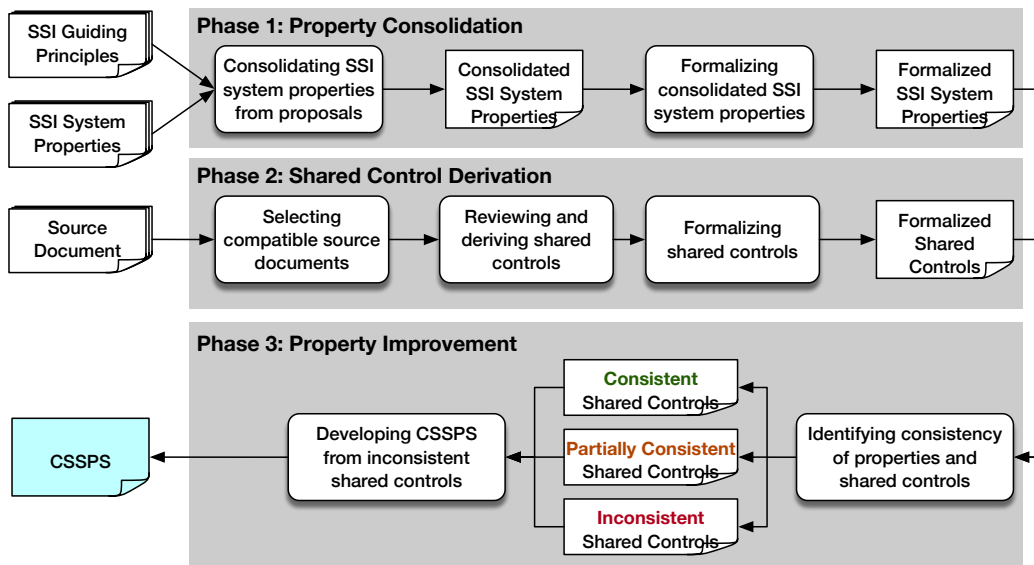 SSI Guiding
Principles
SSI System
Properties
Phase 1: Property Consolidation
Consolidating SSI
system properties
from proposals
Consolidated
SSI System
Properties
Formalizing
consolidated SSI
system properties
Formalized
SSI System
Properties
Source
Document
Phase 2: Shared Control Derivation
Selecting
compatible source
documents
Reviewing and
deriving shared
controls
Formalizing
shared controls
Formalized
Shared
Controls
Phase 3: Property Improvement
CSSPS
Developing CSSPS
from inconsistent
shared controls
Consistent
Shared Controls
Partially Consistent
Shared Controls
Inconsistent
Shared Controls
Identifying consistency
of properties and
shared controls